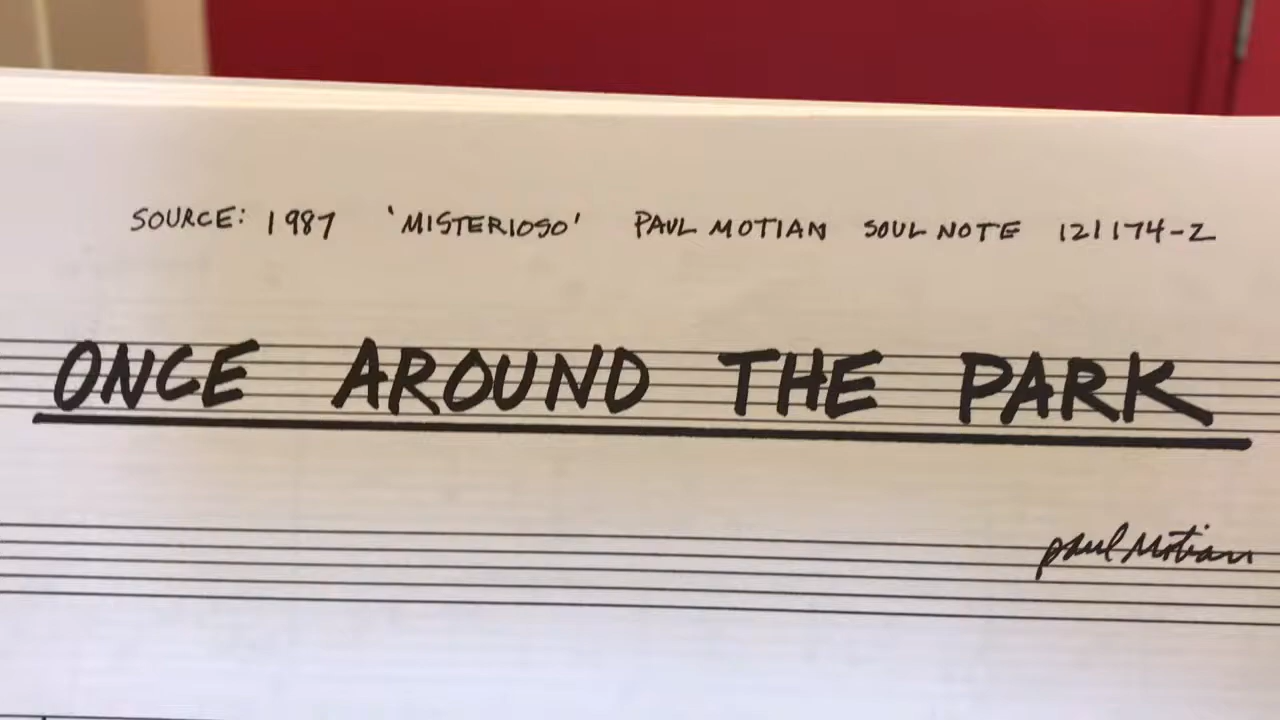 SOURCE: 1987 'MISTERIOSO' PAUL MOTIAN SOUL NOTE 121174-2
ONCE AROUND THE PARK
paul Motian